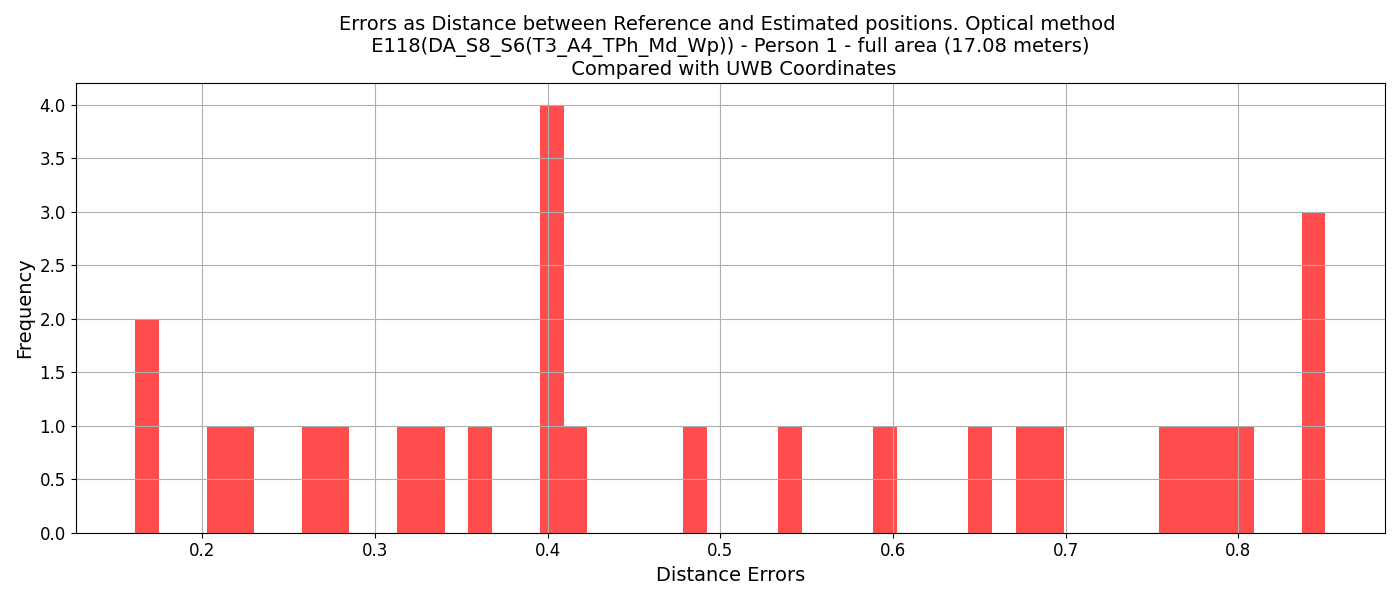 Errors as Distance between Reference and Estimated positions. Optical method
E118(DA_S8_S6(T3_A4_TPh_Md_Wp)) - Person 1 - full area (17.08 meters)
Compared with UWB Coordinates
Frequency
4.0
3.5
3.0
2.5
2.0
1.5
1.0
0.5
0.0
0.2 0.3 0.4 0.5 0.6 0.7 0.8
Distance Errors